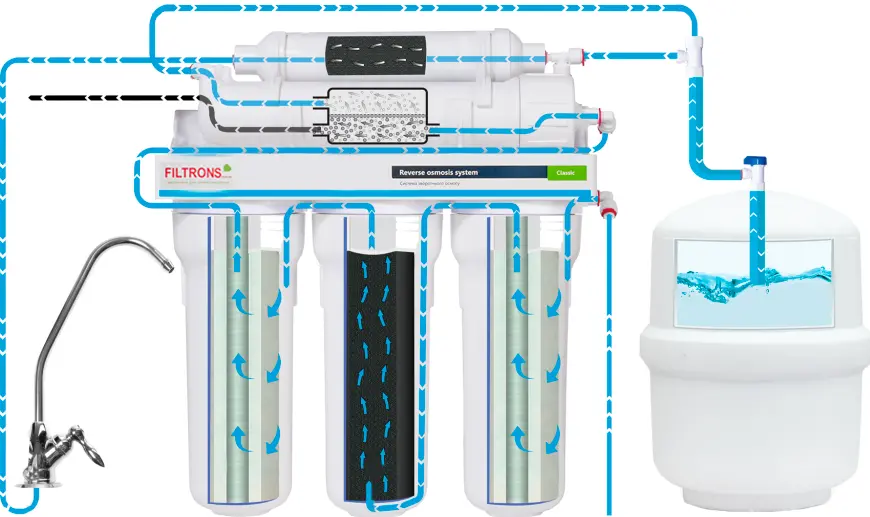 FILTRONS
Reverse osmosis system
Classic
Система зворотного осмосу